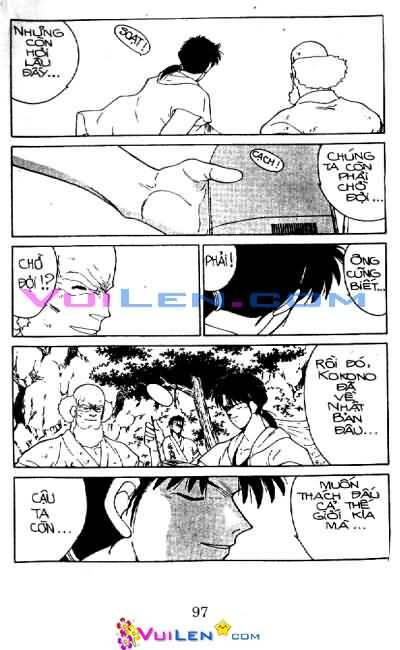 NHƯNG
CÒN
HƠI
LÂU
ĐẤY...
SOẠT!
CẠCH!
CHÚNG
TA CÒN
PHẢI
CHỜ
ĐỢI...
CHỜ
ĐỢI!?
PHẢI!
ÔNG
CŨNG
BIẾT...
VUILEN.COM
RỒI ĐÓ,
KOKONO
ĐÃ
VỀ
NHẬT
BẢN
ĐÂU...
CẬU
TA
CÒN...
MUỐN
THÁCH ĐẤU
CẢ THẾ
GIỚI KIA
MÀ...
97
VUILEN.COM